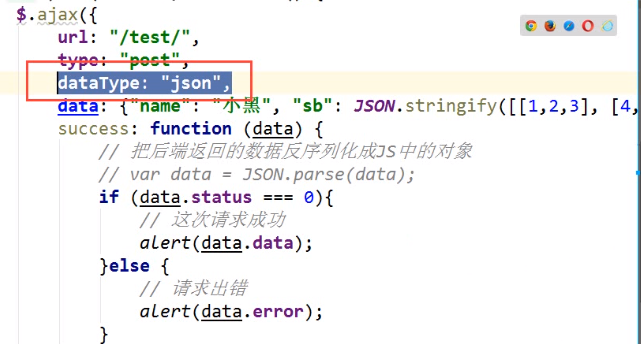 $.ajax({
url: "/test/",
type: "post",
dataType: "json",
data: {"name": "小黑", "sb": JSON.stringify([[1,2,3], [4,
success: function (data) {
// 把后端返回的数据反序列化成JS中的对象
// var data = JSON.parse(data);
if (data.status === 0){
// 这次请求成功
alert(data.data);
}else {
// 请求出错
alert(data.error);
}